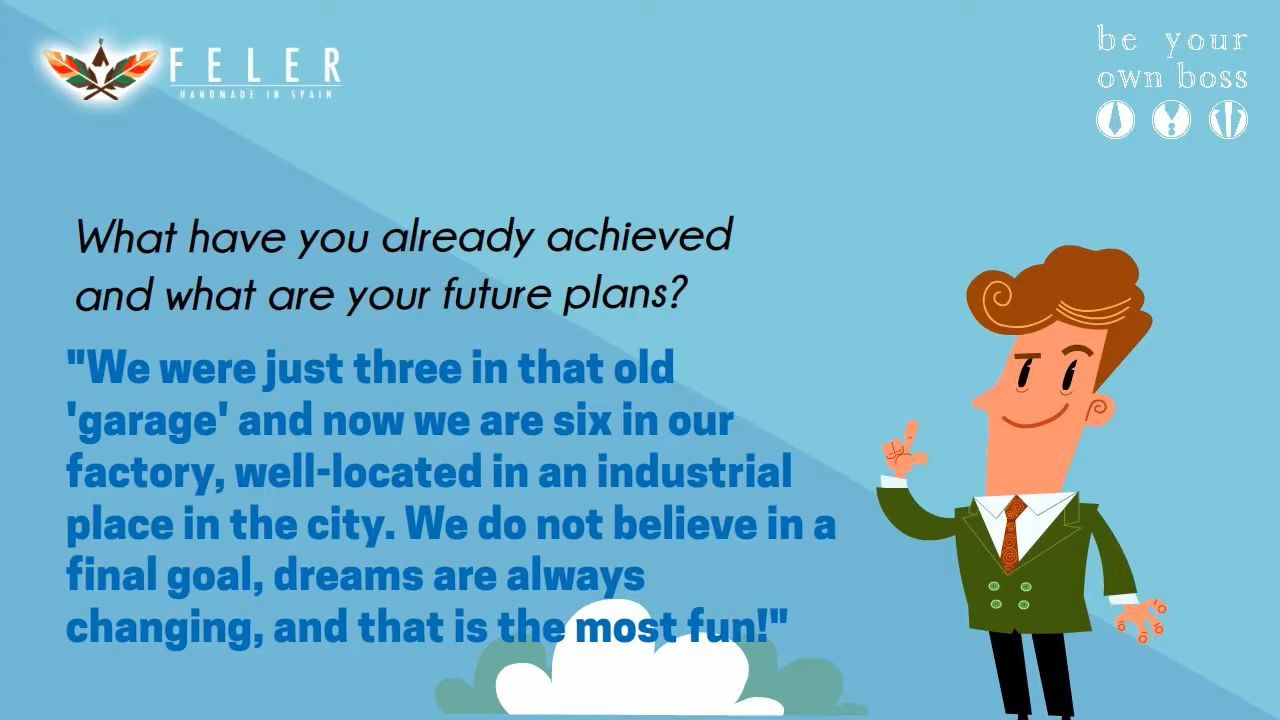 FELER
HANDMADE IN SPAIN
be your
own boss
What have you already achieved
and what are your future plans?
"We were just three in that old
'garage' and now we are six in our
factory, well-located in an industrial
place in the city. We do not believe in a
final goal, dreams are always
changing, and that is the most fun!"